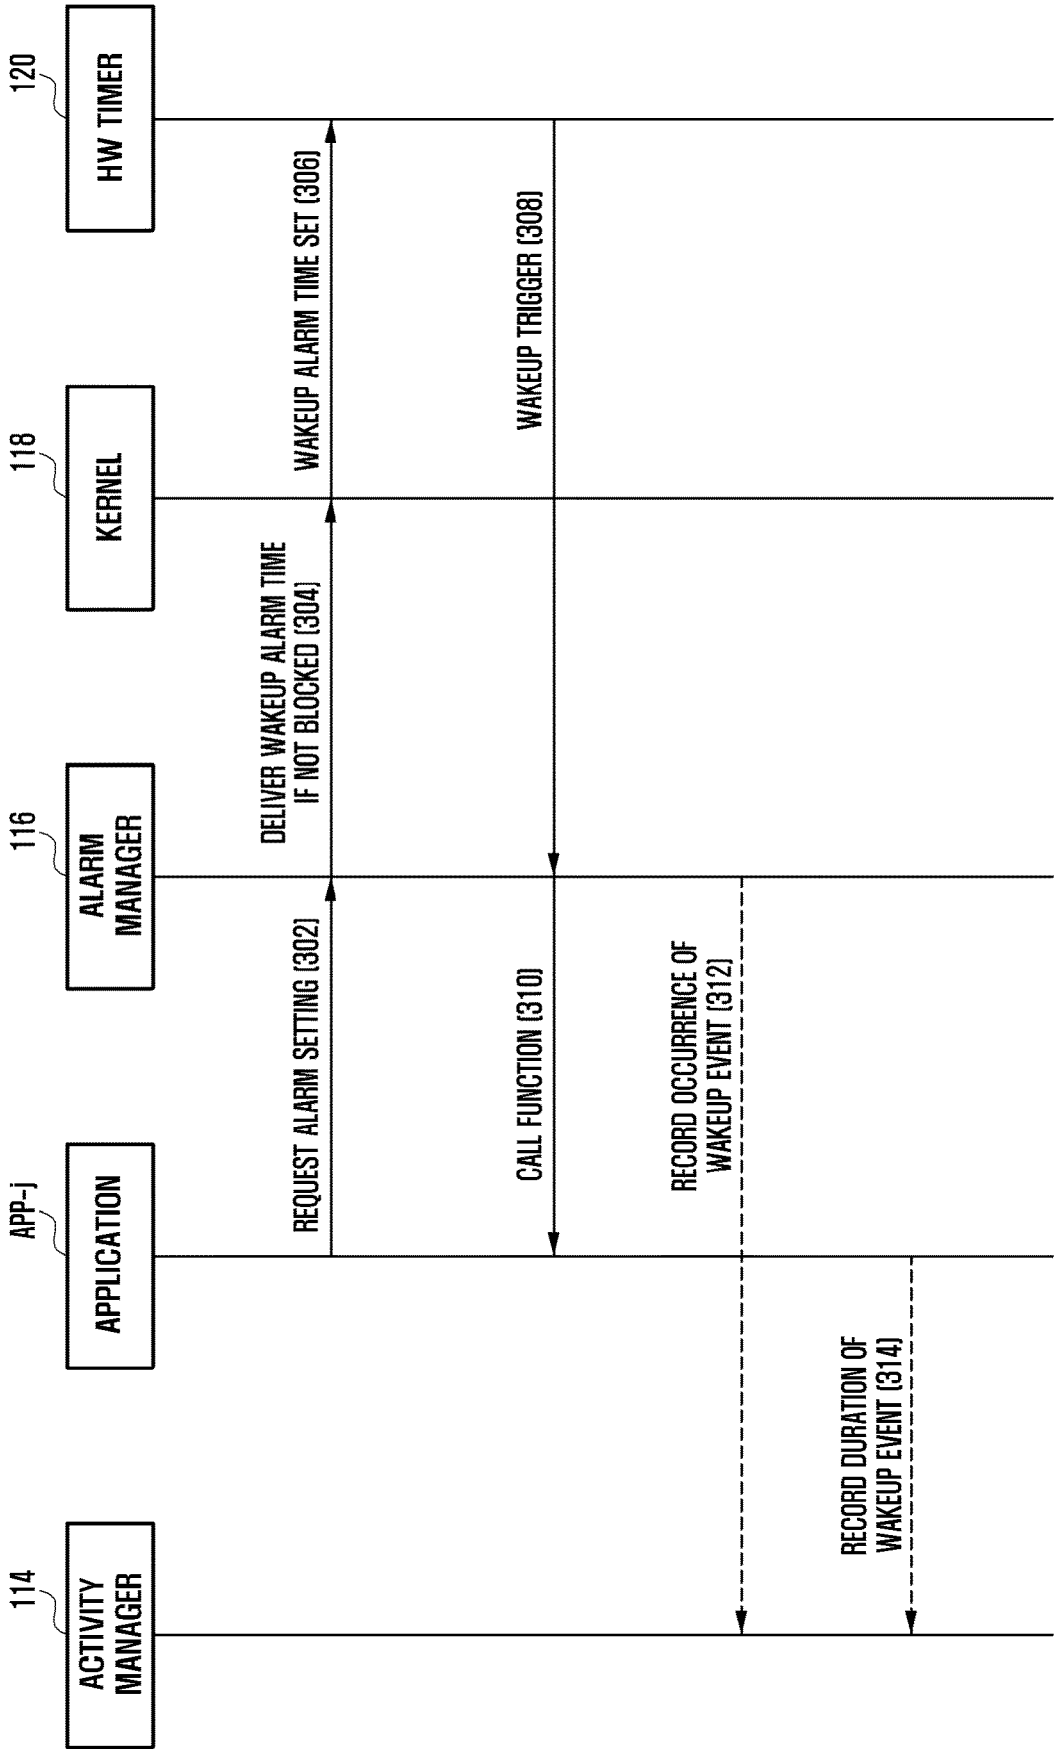 114
APP-j
116
118
120
ACTIVITY
MANAGER
APPLICATION
ALARM
MANAGER
KERNEL
HW TIMER
DELIVER WAKEUP ALARM TIME
IF NOT BLOCKED (304)
REQUEST ALARM SETTING (302)
WAKEUP ALARM TIME SET (306)
CALL FUNCTION (310)
WAKEUP TRIGGER (308)
RECORD OCCURRENCE OF
WAKEUP EVENT (312)
RECORD DURATION OF
WAKEUP EVENT (314)